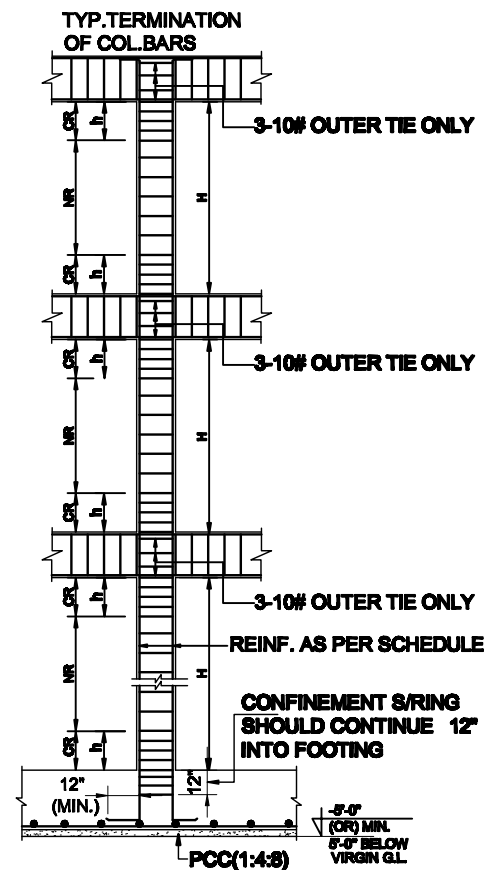 TYP.TERMINATION
OF COL.BARS
CR
h
3-10# OUTER TIE ONLY
NR
H
CR
h
CR
h
3-10# OUTER TIE ONLY
NR
H
CR
h
CR
h
3-10# OUTER TIE ONLY
REINF. AS PER SCHEDULE
NR
H
CONFINEMENT S/RING
SHOULD CONTINUE 12"
INTO FOOTING
CR
h
12"
(MIN.)
12"
-5'-0"
(OR) MIN.
5'-0" BELOW
VIRGIN G.L.
PCC(1:4:8)